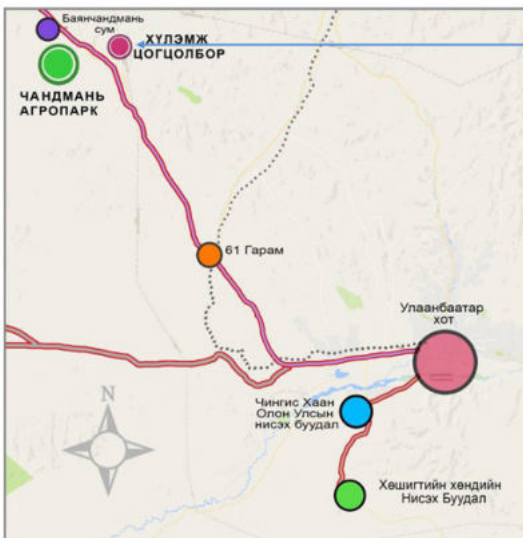 Баянчандмань
сум
ХҮЛЭМЖ
ЦОГЦОЛБОР
ЧАНДМАНЬ
АГРОПАРК
61 Гарам
Улаанбаатар
хот
Чингис Хаан
Олон Улсын
нисэх буудал
N
Хөшигтийн хөндийн
Нисэх Буудал